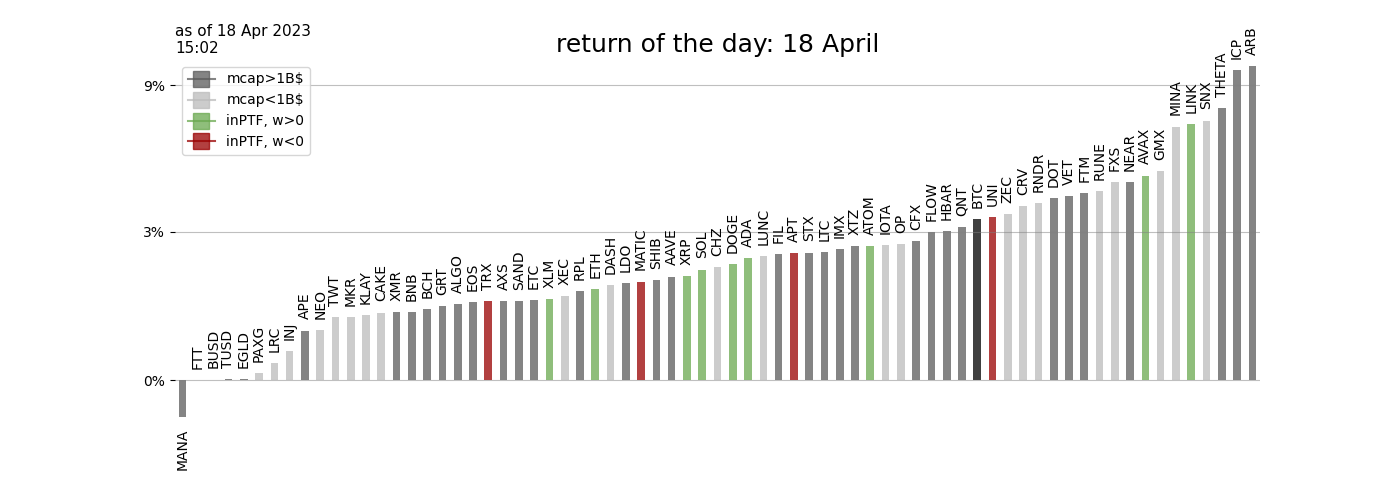 as of 18 Apr 2023
15:02
return of the day: 18 April
mcap>1B$
mcap<1B$
inPTF, w>0
inPTF, w<0
9%
3%
0%
MANA
FTT
BUSD
TUSD
EGLD
PAXG
LRC
INJ
APE
NEO
TWT
MKR
KLAY
CAKE
XMR
BNB
BCH
GRT
ALGO
EOS
TRX
AXS
SAND
ETC
XLM
XEC
RPL
ETH
DASH
LDO
MATIC
SHIB
AAVE
XRP
SOL
CHZ
DOGE
ADA
LUNC
FIL
APT
STX
LTC
IMX
XTZ
ATOM
IOTA
OP
CFX
FLOW
HBAR
QNT
BTC
UNI
ZEC
CRV
RNDR
DOT
VET
FTM
RUNE
FXS
NEAR
AVAX
GMX
MINA
LINK
SNX
THETA
ICP
ARB